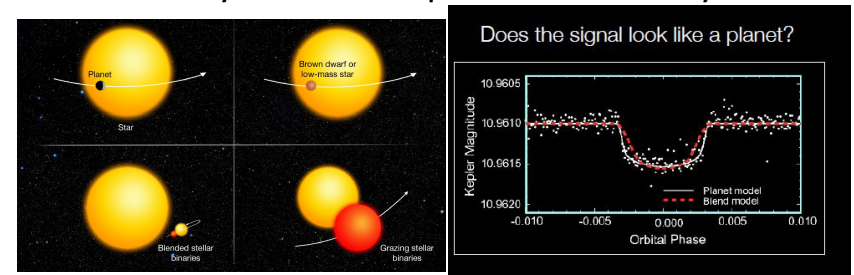 Planet
Star
Brown dwarf or
low-mass star
Blended stellar
binaries
Grazing stellar
binaries
Does the signal look like a planet?
10.9605
10.9610
10.9615
10.9620
Kepler Magnitude
Planet model
Blend model
-0.010
-0.005
0.000
0.005
0.010
Orbital Phase